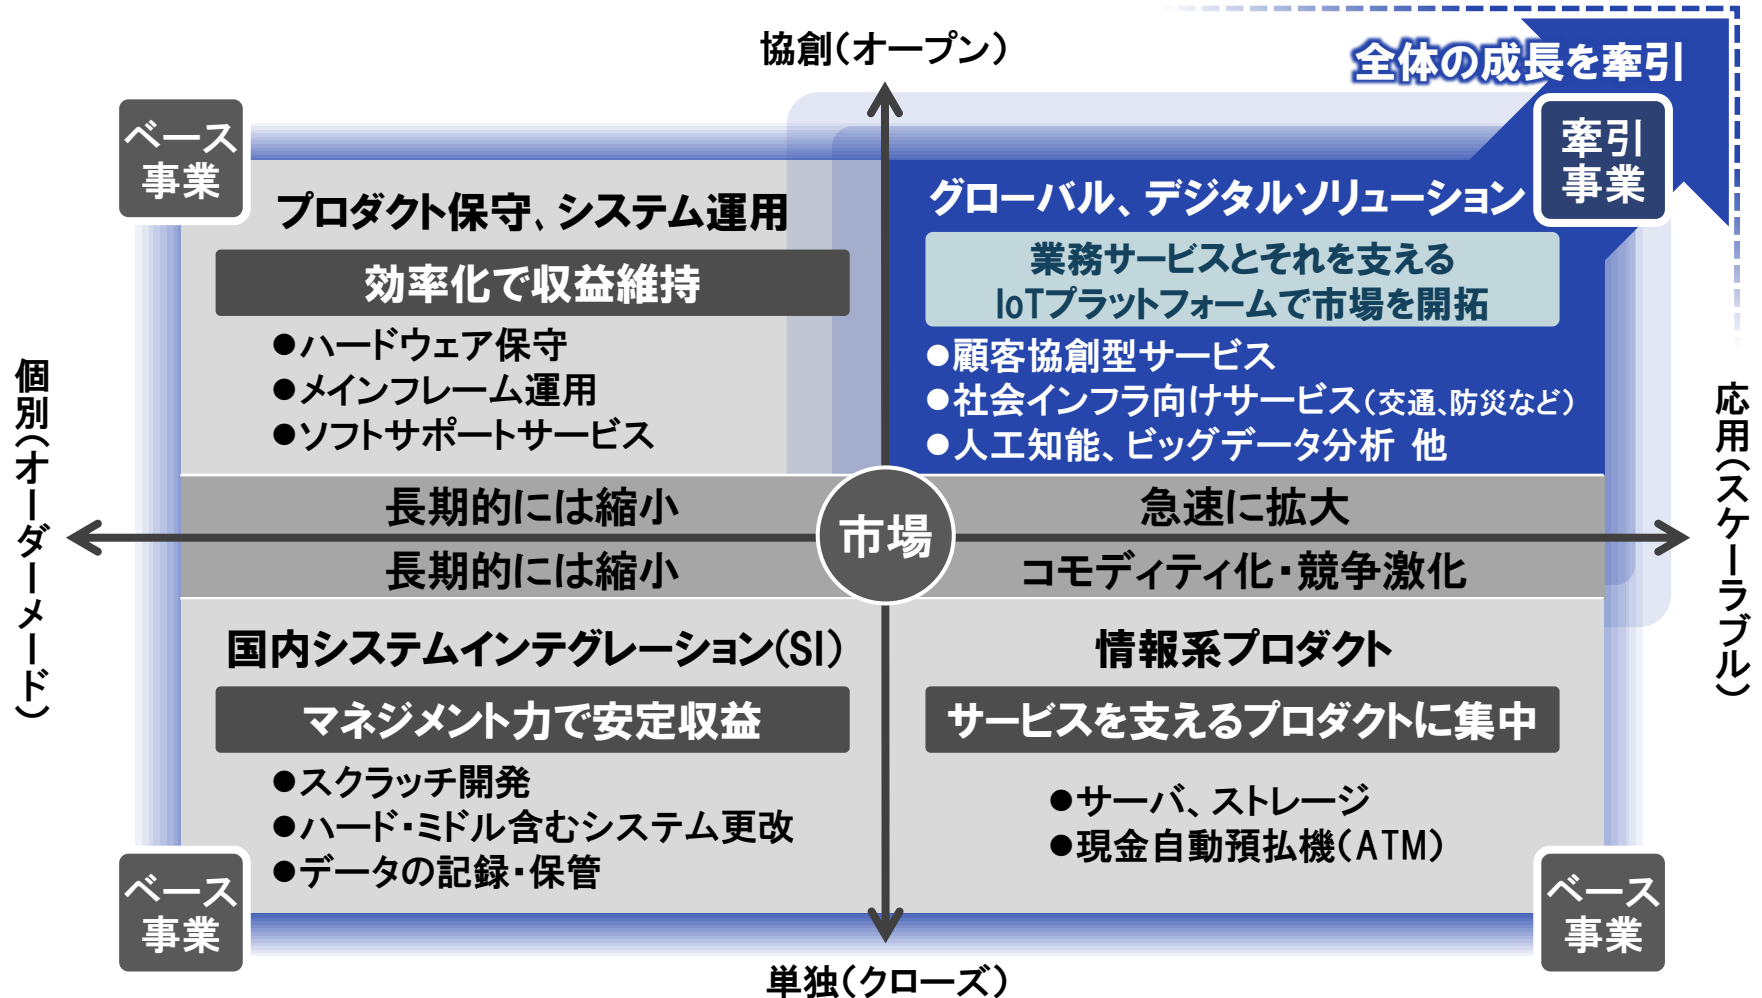 協創(オープン)
全体の成長を牽引
ベース
事業
牽引
事業
プロダクト保守、システム運用
効率化で収益維持
●ハードウェア保守
●メインフレーム運用
●ソフトサポートサービス
グローバル、デジタルソリューション
業務サービスとそれを支える
IoTプラットフォームで市場を開拓
●顧客協創型サービス
●社会インフラ向けサービス(交通、防災など)
●人工知能、ビッグデータ分析 他
個別(オーダーメード)
応用(スケーラブル)
長期的には縮小
急速に拡大
市場
長期的には縮小
コモディティ化・競争激化
国内システムインテグレーション(SI)
マネジメント力で安定収益
●スクラッチ開発
●ハード・ミドル含むシステム更改
●データの記録・保管
情報系プロダクト
サービスを支えるプロダクトに集中
●サーバ、ストレージ
●現金自動預払機(ATM)
ベース
事業
ベース
事業
単独(クローズ)